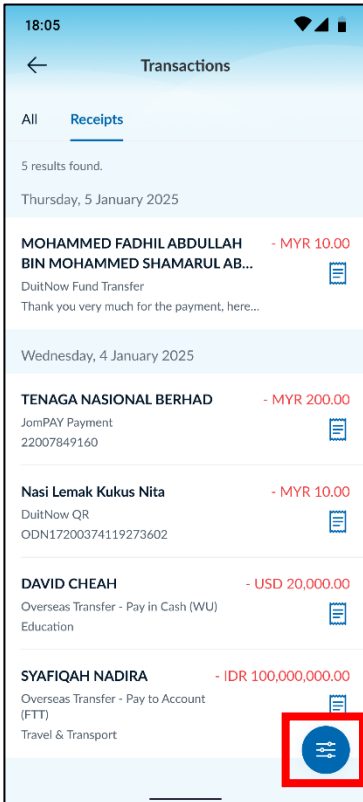 18:05
Transactions
All Receipts
5 results found.
Thursday, 5 January 2025
MOHAMMED FADHIL ABDULLAH - MYR 10.00
BIN MOHAMMED SHAMARUL AB...
DuitNow Fund Transfer
Thank you very much for the payment, here...
Wednesday, 4 January 2025
TENAGA NASIONAL BERHAD - MYR 200.00
JomPAY Payment
22007849160
Nasi Lemak Kukus Nita - MYR 10.00
DuitNow QR
ODN17200374119273602
DAVID CHEAH - USD 20,000.00
Overseas Transfer - Pay in Cash (WU)
Education
SYAFIQAH NADIRA - IDR 100,000,000.00
Overseas Transfer - Pay to Account
(FTT)
Travel & Transport